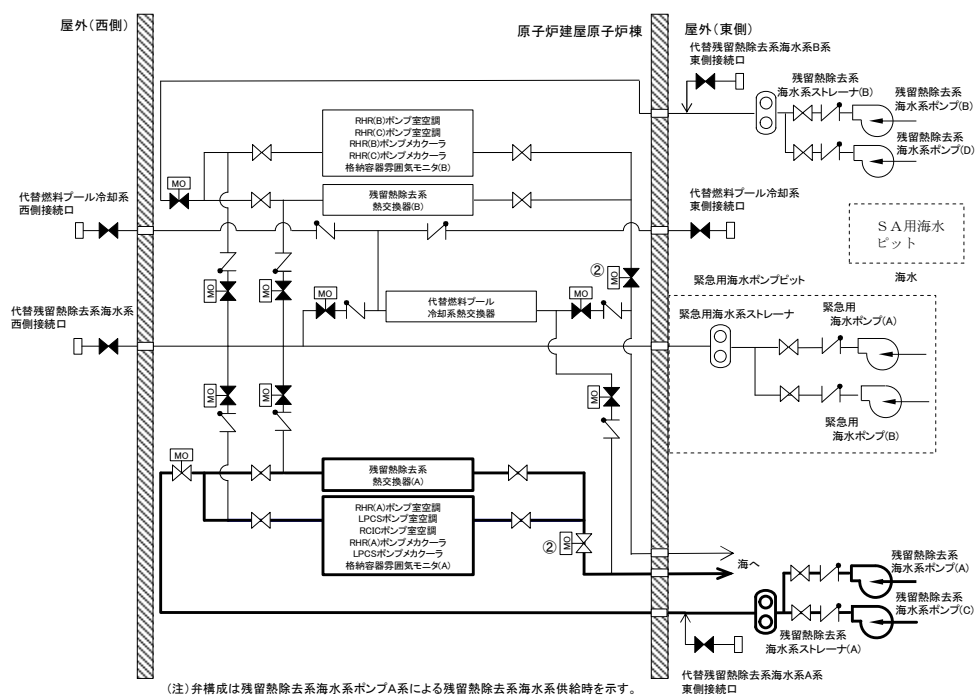 屋外(西側)
原子炉建屋原子炉棟
屋外(東側)
代替残留熱除去系海水系B系
東側接続口
残留熱除去系
海水系ストレーナ(B)
残留熱除去系
海水系ポンプ(B)
残留熱除去系
海水系ポンプ(D)
RHR(B)ポンプ室空調
RHR(C)ポンプ室空調
RHR(B)ポンプメカクーラ
RHR(C)ポンプメカクーラ
格納容器雰囲気モニタ(B)
MO
残留熱除去系
熱交換器(B)
代替燃料プール冷却系
西側接続口
代替燃料プール冷却系
東側接続口
SA用海水
ピット
海水
②
MO
MO
MO
緊急用海水ポンプピット
代替残留熱除去系海水系
西側接続口
MO
代替燃料プール
冷却系熱交換器
MO
緊急用海水系ストレーナ
緊急用
海水ポンプ(A)
MO
MO
MO
緊急用
海水ポンプ(B)
MO
残留熱除去系
熱交換器(A)
RHR(A)ポンプ室空調
LPCSポンプ室空調
RCICポンプ室空調
RHR(A)ポンプメカクーラ
LPCSポンプメカクーラ
格納容器雰囲気モニタ(A)
②
MO
海へ
残留熱除去系
海水系ポンプ(A)
残留熱除去系
海水系ポンプ(C)
残留熱除去系
海水系ストレーナ(A)
代替残留熱除去系海水系A系
東側接続口
(注)弁構成は残留熱除去系海水系ポンプA系による残留熱除去系海水系供給時を示す。